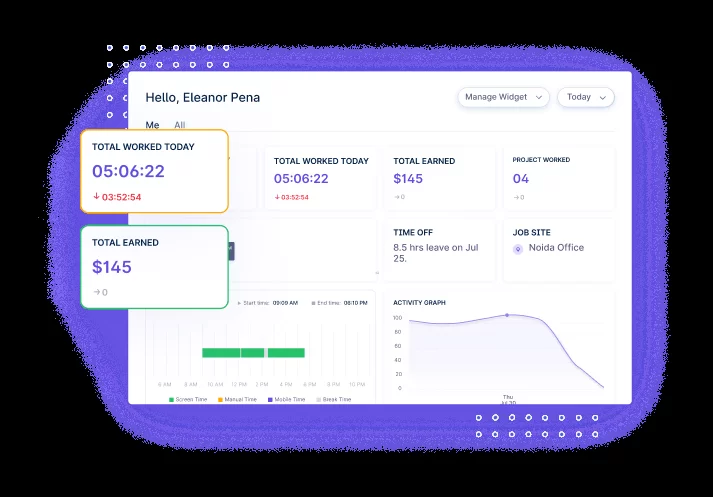 Hello, Eleanor Pena
Manage Widget
Today
Me
All
TOTAL WORKED TODAY
05:06:22
↓ 03:52:54
TOTAL WORKED TODAY
05:06:22
↓ 03:52:54
TOTAL EARNED
$145
→ 0
PROJECT WORKED
04
→ 0
TOTAL EARNED
$145
→ 0
TIME OFF
8.5 hrs leave on Jul
25.
JOB SITE
Noida Office
Start time: 09:09 AM
End time: 06:10 PM
6 AM 8 AM 10 AM 12 PM 2 PM 4 PM 6 PM 8 PM 10 PM
Screen Time Manual Time Mobile Time Break Time
ACTIVITY GRAPH
100
80
60
40
20
0
Thu
Jul 20